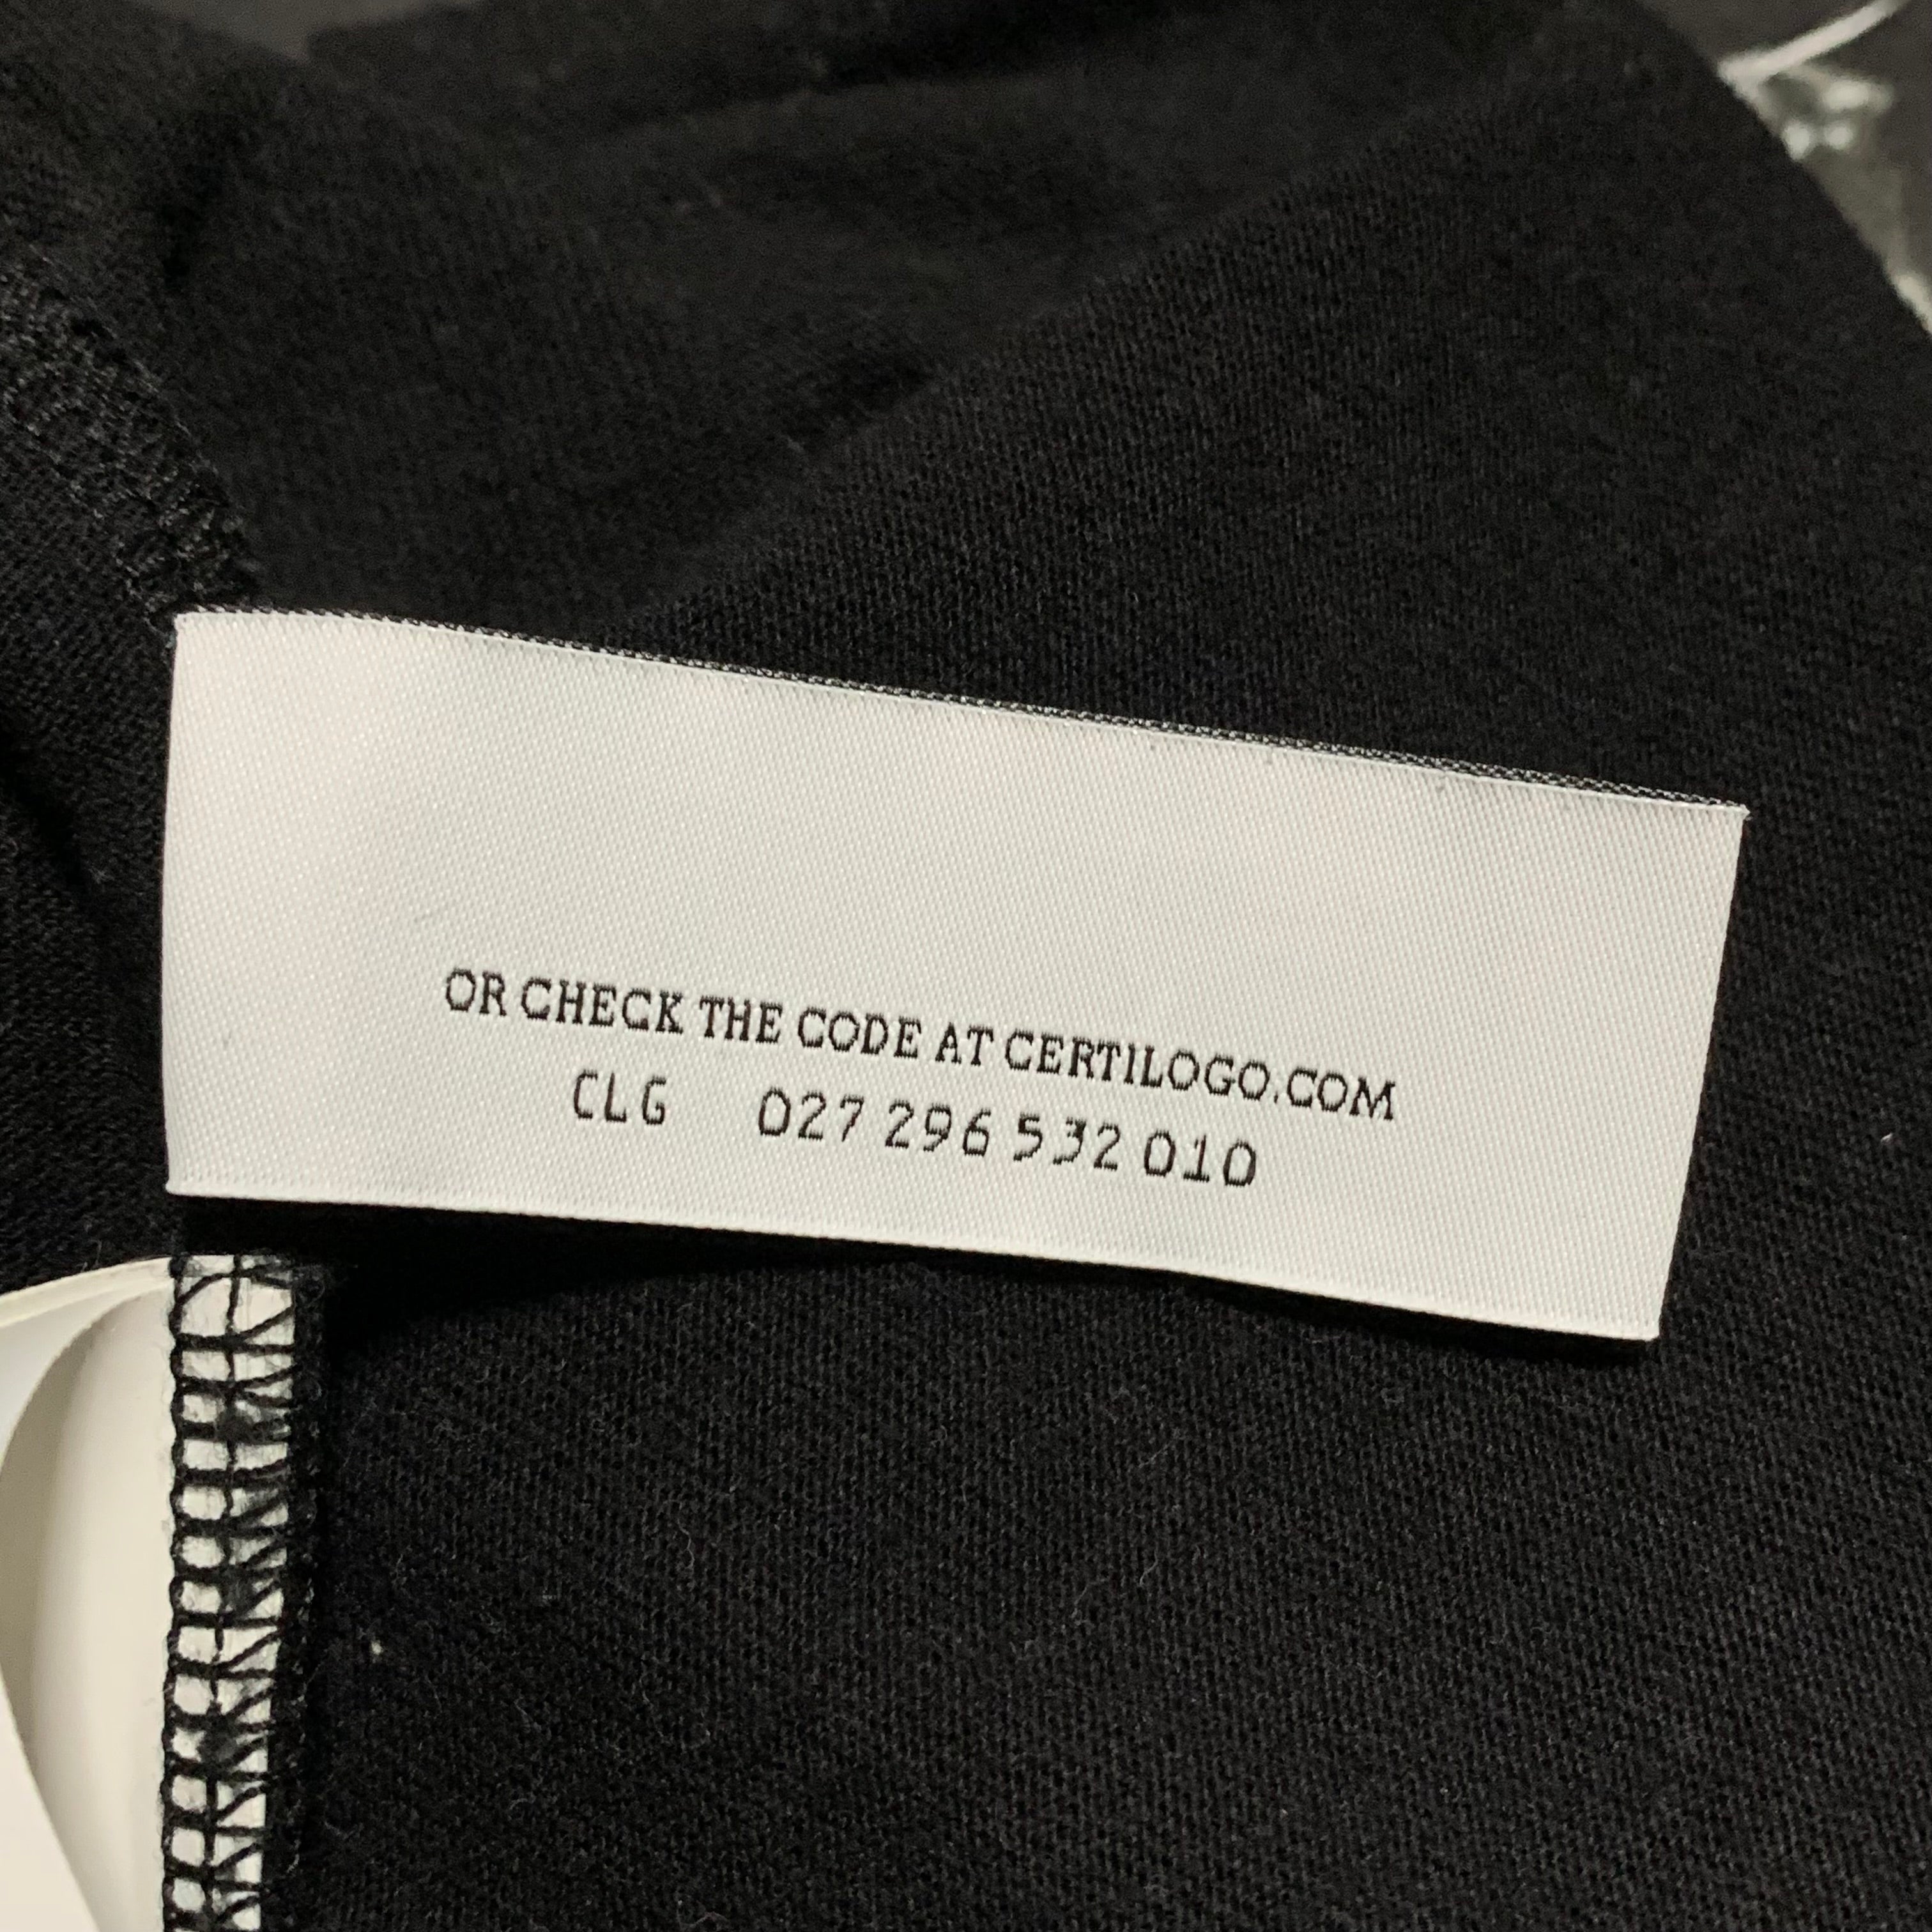 OR CHECK THE CODE AT CERTILOGO.COM
CLG 027 296 532 010